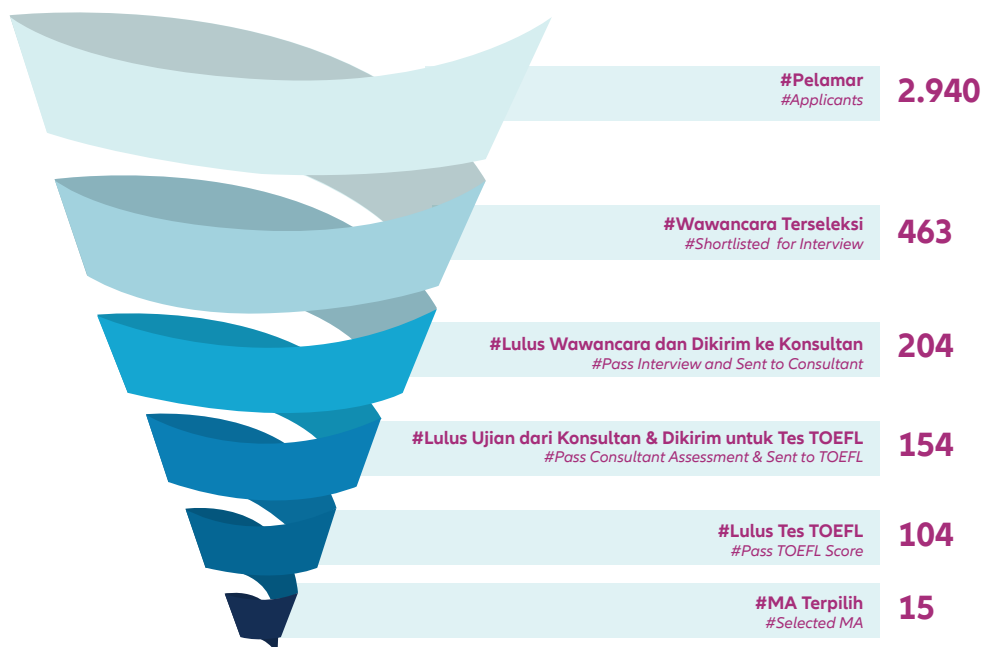 #Pelamar
#Applicants
2.940
#Wawancara Terseleksi
#Shortlisted for Interview
463
#Lulus Wawancara dan Dikirim ke Konsultan
#Pass Interview and Sent to Consultant
204
#Lulus Ujian dari Konsultan & Dikirim untuk Tes TOEFL
#Pass Consultant Assessment & Sent to TOEFL
154
#Lulus Tes TOEFL
#Pass TOEFL Score
104
#MA Terpilih
#Selected MA
15